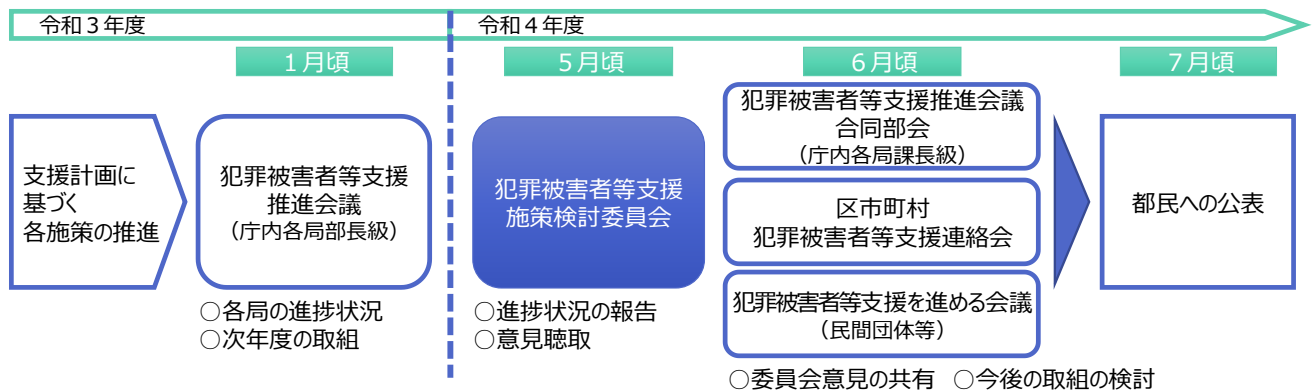 令和３年度
令和４年度
１月頃
５月頃
６月頃
７月頃
支援計画に
基づく
各施策の推進
犯罪被害者等支援
推進会議
（庁内各局部長級）
○各局の進捗状況
○次年度の取組
犯罪被害者等支援
施策検討委員会
○進捗状況の報告
○意見聴取
犯罪被害者等支援推進会議
合同部会
（庁内各局課長級）
区市町村
犯罪被害者等支援連絡会
犯罪被害者等支援を進める会議
（民間団体等）
○委員会意見の共有　○今後の取組の検討
都民への公表